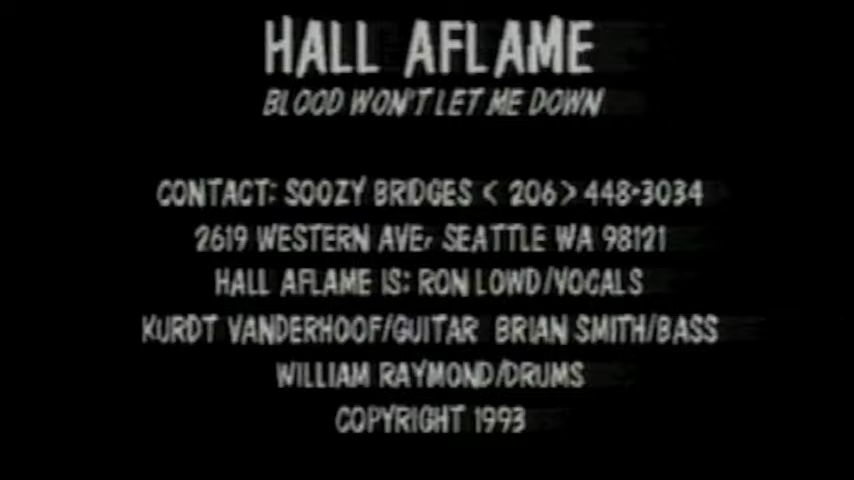 HALL AFLAME
BLOOD WON'T LET ME DOWN
CONTACT: SOOZY BRIDGES < 206 > 448-3034
2619 WESTERN AVE, SEATTLE WA 98121
HALL AFLAME IS: RON LOWD/VOCALS
KURDT VANDERHOOF/GUITAR BRIAN SMITH/BASS
WILLIAM RAYMOND/DRUMS
COPYRIGHT 1993